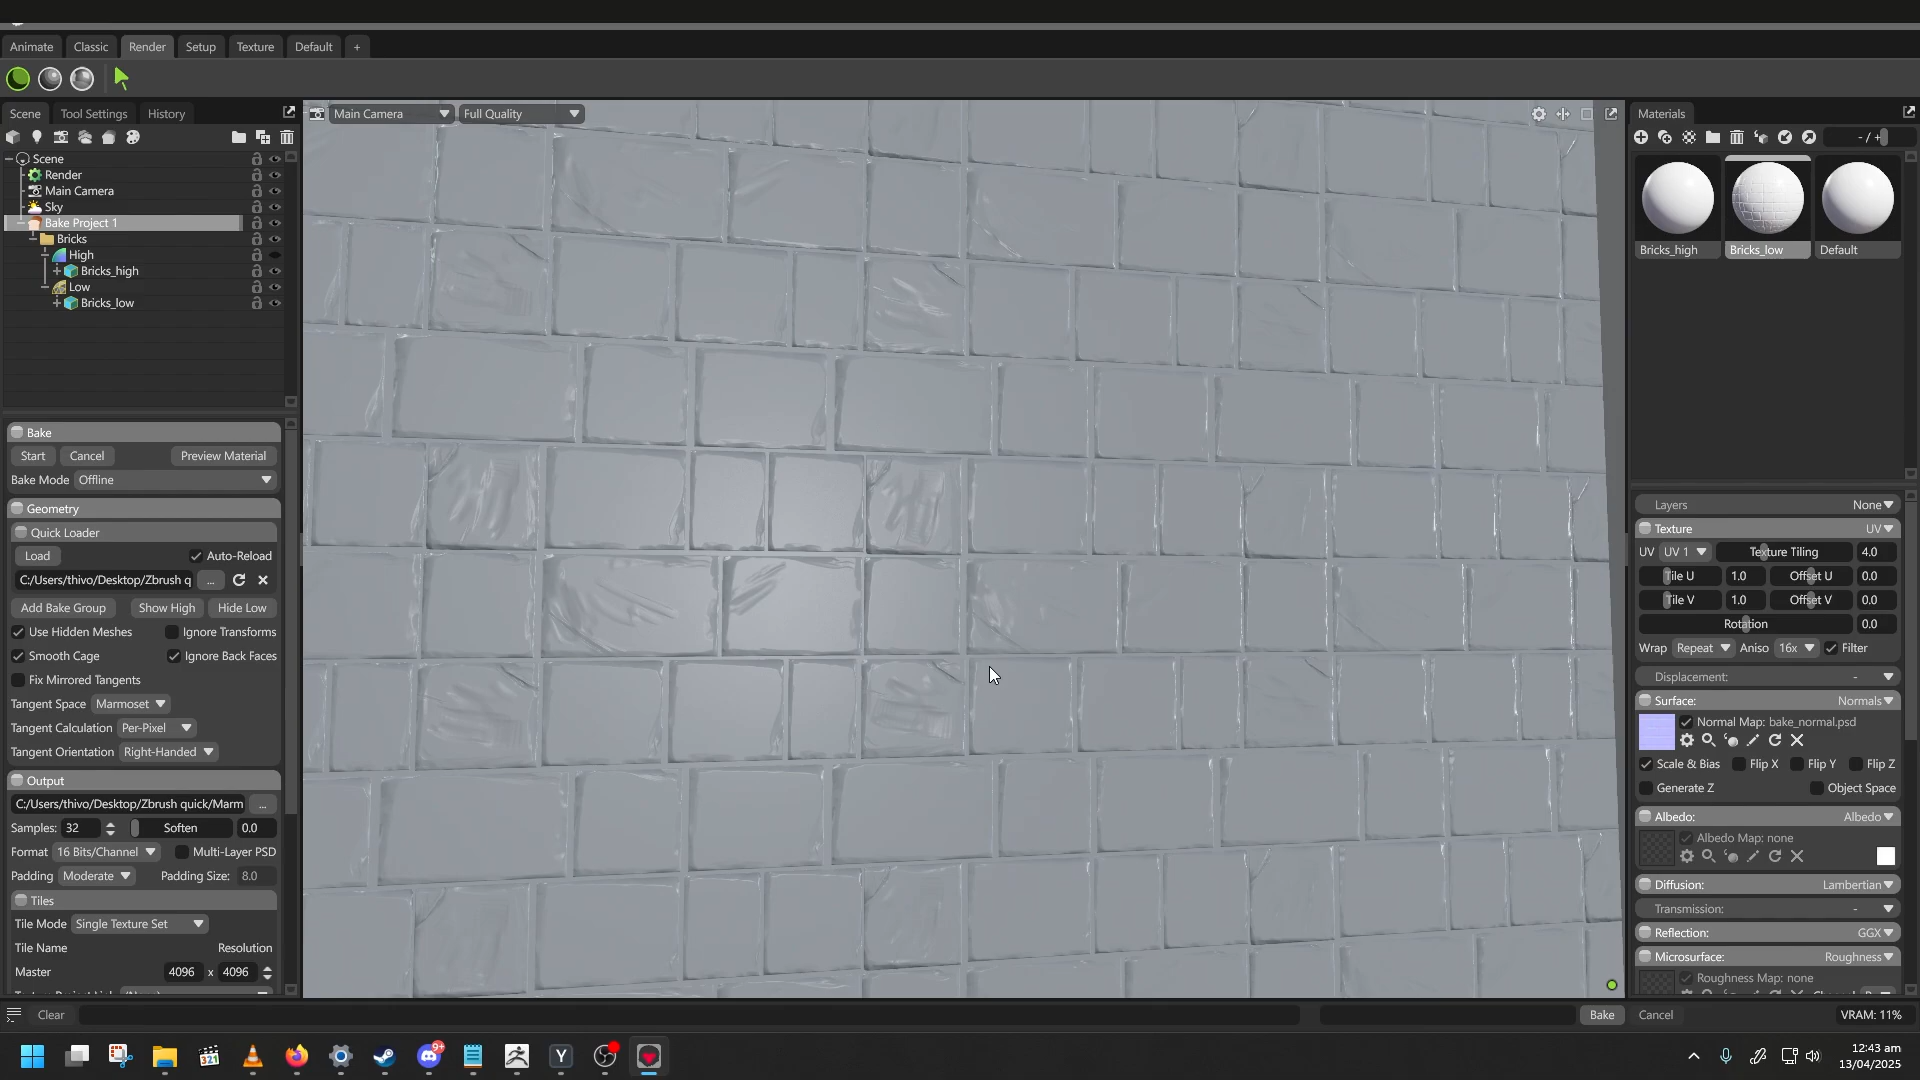 Animate Classic Render Setup Texture Default +
Scene Tool Settings History
Main Camera Full Quality
Materials
- / +
Scene
Render
Main Camera
Sky
Bake Project 1
Bricks
High
Bricks_high
Low
Bricks_low
Bricks_high Bricks_low Default
Bake
Start Cancel Preview Material
Bake Mode Offline
Geometry
Quick Loader
Load Auto-Reload
C:/Users/thivo/Desktop/Zbrush q ...
Add Bake Group Show High Hide Low
Use Hidden Meshes Ignore Transforms
Smooth Cage Ignore Back Faces
Fix Mirrored Tangents
Tangent Space Marmoset
Tangent Calculation Per-Pixel
Tangent Orientation Right-Handed
Output
C:/Users/thivo/Desktop/Zbrush quick/Marm ...
Samples: 32 Soften 0.0
Format 16 Bits/Channel Multi-Layer PSD
Padding Moderate Padding Size: 8.0
Tiles
Tile Mode Single Texture Set
Tile Name Resolution
Master 4096 x 4096
Layers None
Texture UV
UV UV 1 Texture Tiling 4.0
Tile U 1.0 Offset U 0.0
Tile V 1.0 Offset V 0.0
Rotation 0.0
Wrap Repeat Aniso 16x Filter
Displacement: -
Surface: Normals
Normal Map: bake_normal.psd
Scale & Bias Flip X Flip Y Flip Z
Generate Z Object Space
Albedo: Albedo
Albedo Map: none
Diffusion: Lambertian
Transmission: -
Reflection: GGX
Microsurface: Roughness
Roughness Map: none
Clear Bake Cancel VRAM: 11%
321
9+
Y
12:43 am
13/04/2025